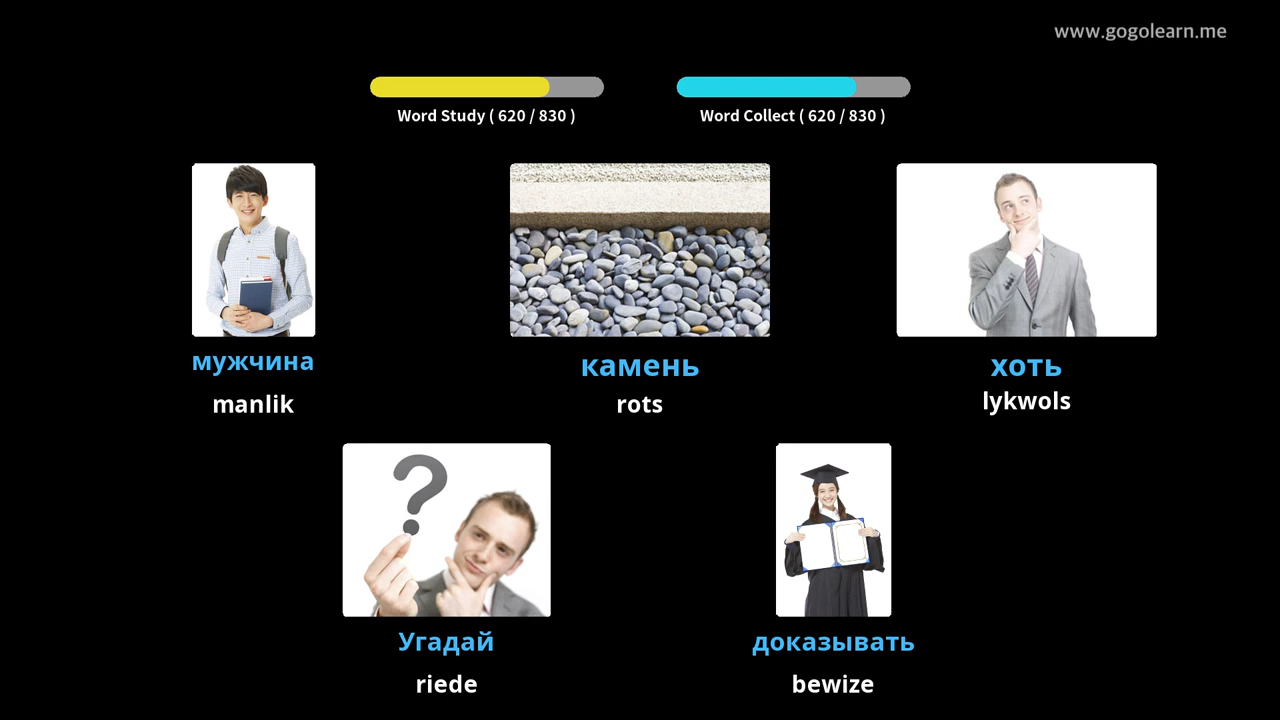 www.gogolearn.me
Word Study ( 620 / 830 )
Word Collect ( 620 / 830 )
мужчина
manlik
камень
rots
хоть
lykwols
Угадай
riede
доказывать
bewize